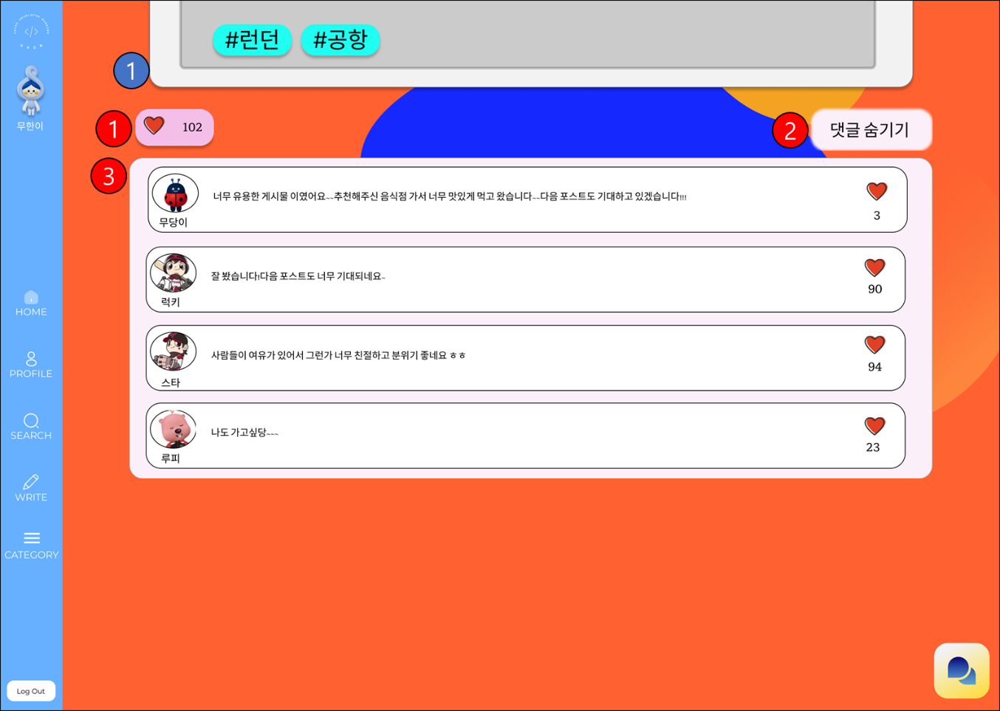 #런던 #공항
1
무한이
1
102
2
댓글 숨기기
3
너무 유용한 게시물 이였어요~~추천해주신 음식점 가서 너무 맛있게 먹고 왔습니다~~다음 포스트도 기대하고 있겠습니다!!!
3
무당이
잘 봤습니다!다음 포스트도 너무 기대되네요~
90
럭키
사람들이 여유가 있어서 그런가 너무 친절하고 분위기 좋네요 ㅎㅎ
94
스타
나도 가고싶당~~~
23
루피
HOME
PROFILE
SEARCH
WRITE
CATEGORY
Log Out